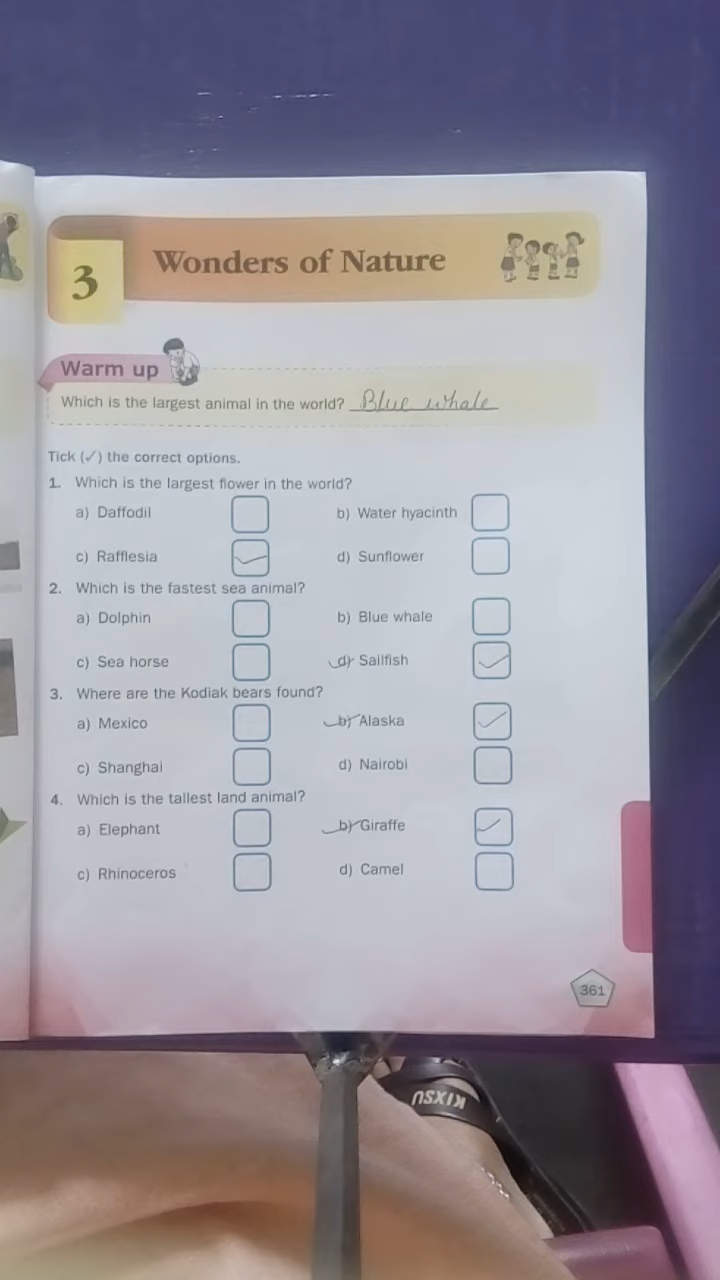 3 Wonders of Nature
Warm up
Which is the largest animal in the world? Blue whale
Tick (✓) the correct options.
1. Which is the largest flower in the world?
a) Daffodil b) Water hyacinth
c) Rafflesia d) Sunflower
2. Which is the fastest sea animal?
a) Dolphin b) Blue whale
c) Sea horse d) Sailfish
3. Where are the Kodiak bears found?
a) Mexico b) Alaska
c) Shanghai d) Nairobi
4. Which is the tallest land animal?
a) Elephant b) Giraffe
c) Rhinoceros d) Camel
361
KIXSU